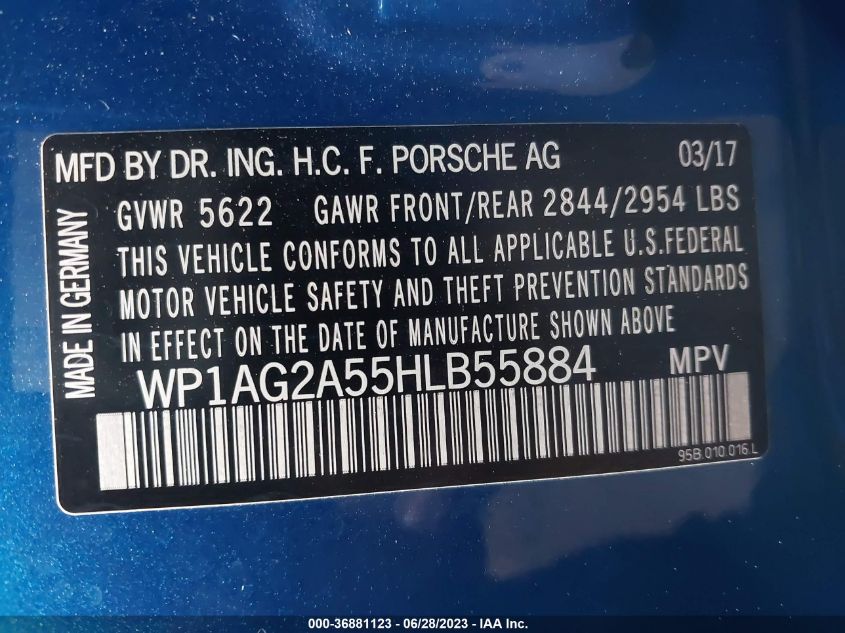 MFD BY DR. ING. H.C. F. PORSCHE AG 03/17
MADE IN GERMANY
GVWR 5622 GAWR FRONT/REAR 2844/2954 LBS
THIS VEHICLE CONFORMS TO ALL APPLICABLE U.S.FEDERAL
MOTOR VEHICLE SAFETY AND THEFT PREVENTION STANDARDS
IN EFFECT ON THE DATE OF MANUFACTURE SHOWN ABOVE
WP1AG2A55HLB55884 MPV
95B.010.016.L
000-36881123 - 06/28/2023 - IAA Inc.